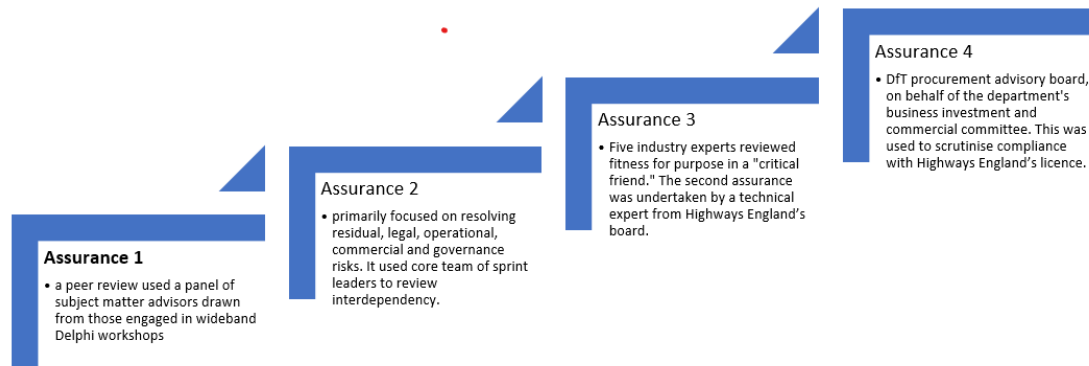 Assurance 1
• a peer review used a panel of
subject matter advisors drawn
from those engaged in wideband
Delphi workshops
Assurance 2
• primarily focused on resolving
residual, legal, operational,
commercial and governance
risks. It used core team of sprint
leaders to review
interdependency.
Assurance 3
• Five industry experts reviewed
fitness for purpose in a "critical
friend." The second assurance
was undertaken by a technical
expert from Highways England’s
board.
Assurance 4
• DfT procurement advisory board,
on behalf of the department's
business investment and
commercial committee. This was
used to scrutinise compliance
with Highways England’s licence.